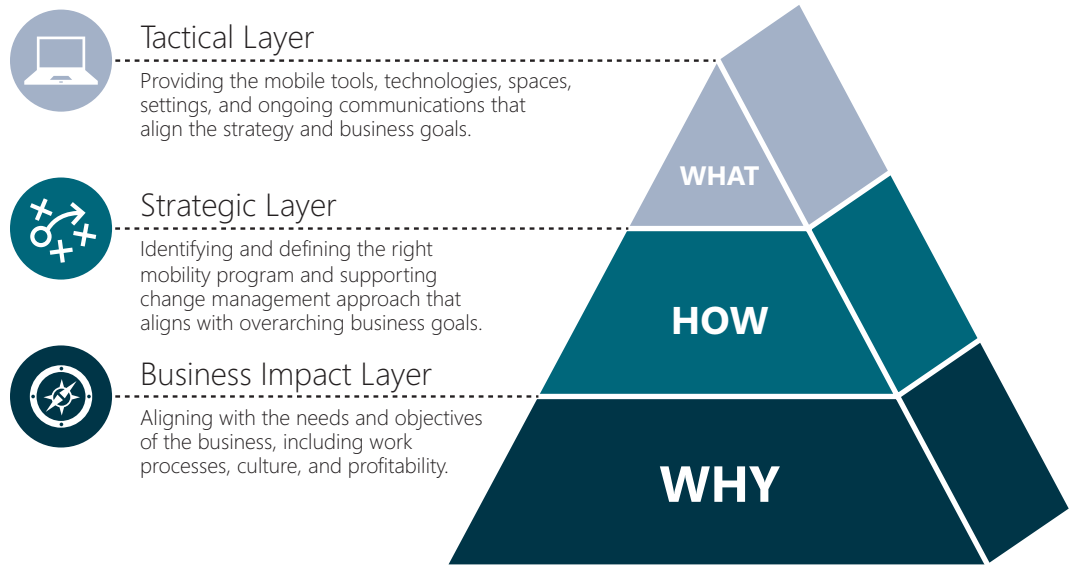 Tactical Layer
Providing the mobile tools, technologies, spaces,
settings, and ongoing communications that
align the strategy and business goals.
WHAT
Strategic Layer
Identifying and defining the right
mobility program and supporting
change management approach that
aligns with overarching business goals.
HOW
Business Impact Layer
Aligning with the needs and objectives
of the business, including work
processes, culture, and profitability.
WHY